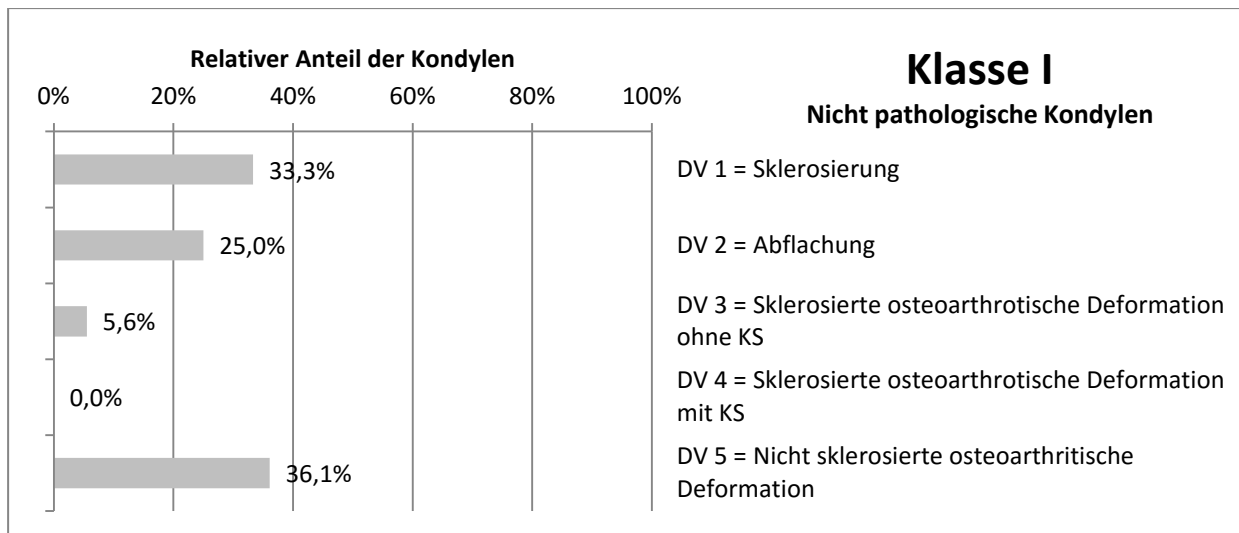 Relativer Anteil der Kondylen
0% 20% 40% 60% 80% 100%
Klasse I
Nicht pathologische Kondylen
33,3%
DV 1 = Sklerosierung
25,0%
DV 2 = Abflachung
5,6%
DV 3 = Sklerosierte osteoarthrotische Deformation
ohne KS
0,0%
DV 4 = Sklerosierte osteoarthrotische Deformation
mit KS
36,1%
DV 5 = Nicht sklerosierte osteoarthritische
Deformation